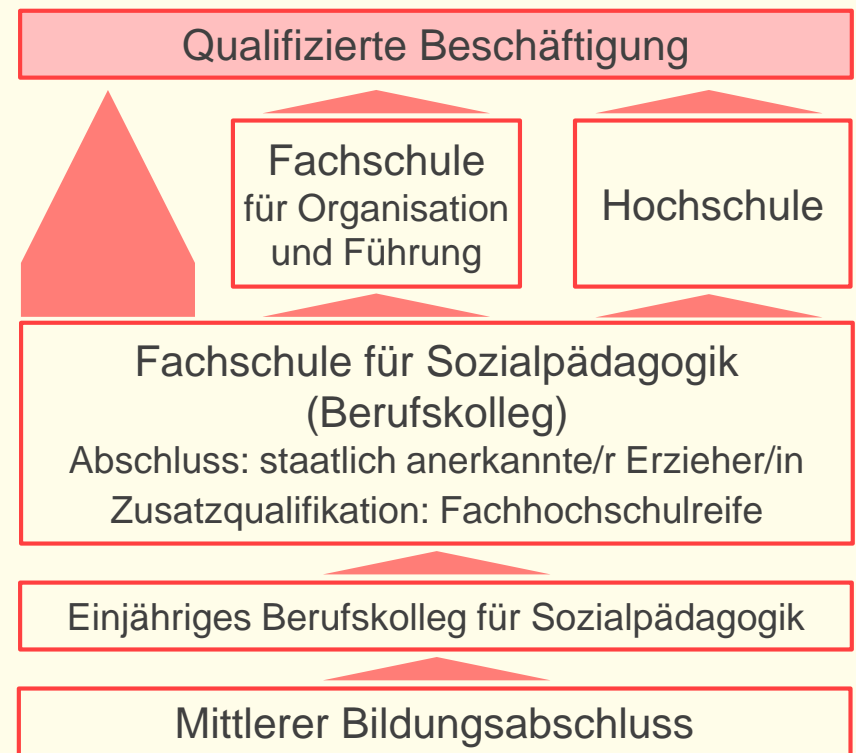 Qualifizierte Beschäftigung
Fachschule
für Organisation
und Führung
Hochschule
Fachschule für Sozialpädagogik
(Berufskolleg)
Abschluss: staatlich anerkannte/r Erzieher/in
Zusatzqualifikation: Fachhochschulreife
Einjähriges Berufskolleg für Sozialpädagogik
Mittlerer Bildungsabschluss